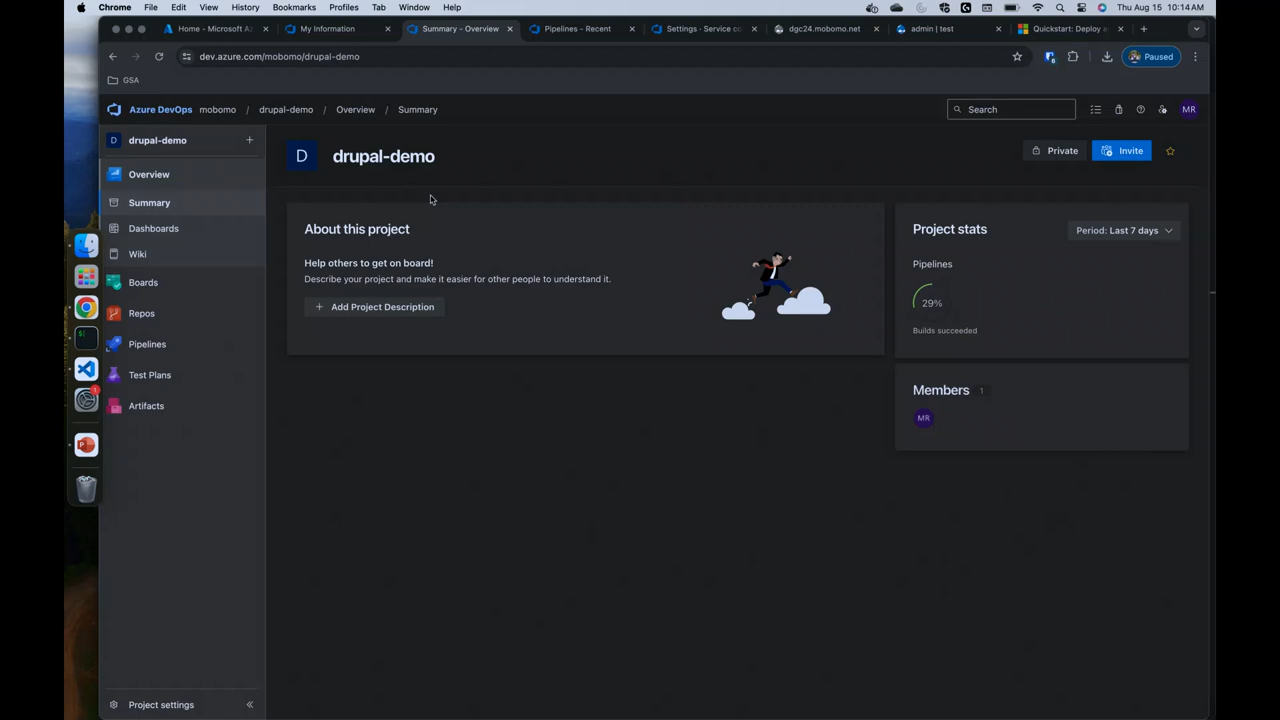 Chrome File Edit View History Bookmarks Profiles Tab Window Help
Thu Aug 15 10:14 AM
Home - Microsoft Az
My Information
Summary - Overview
Pipelines - Recent
Settings · Service co
dgc24.mobomo.net
admin | test
Quickstart: Deploy a
dev.azure.com/mobomo/drupal-demo
Paused
GSA
Azure DevOps mobomo / drupal-demo / Overview / Summary
Search
MR
D drupal-demo +
Overview
Summary
Dashboards
Wiki
Boards
Repos
Pipelines
Test Plans
Artifacts
Project settings
D drupal-demo
Private
Invite
About this project
Help others to get on board!
Describe your project and make it easier for other people to understand it.
+ Add Project Description
Project stats
Period: Last 7 days
Pipelines
29%
Builds succeeded
Members 1
MR
1